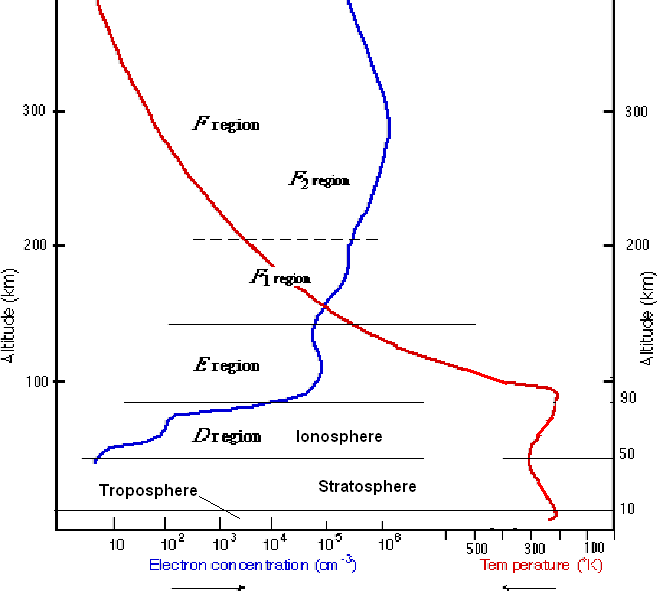 300
300
F region
F2 region
200
200
F1 region
Altitude (km)
Altitude (km)
E region
100
90
D region
Ionosphere
50
Troposphere
Stratosphere
10
10 10² 10³ 10⁴ 10⁵ 10⁶ 500 300 100
Electron concentration (cm⁻³)
Temperature (°K)